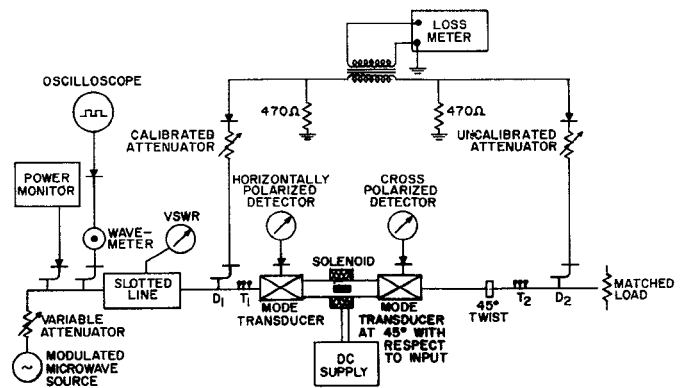 LOSS
METER
OSCILLOSCOPE
470Ω
470Ω
CALIBRATED
ATTENUATOR
UNCALIBRATED
ATTENUATOR
POWER
MONITOR
HORIZONTALLY
POLARIZED
DETECTOR
CROSS
POLARIZED
DETECTOR
WAVE-
METER
VSWR
SOLENOID
SLOTTED
LINE
D1
T1
MODE
TRANSDUCER
MODE
TRANSDUCER
AT 45° WITH
RESPECT
TO INPUT
45°
TWIST
T2
D2
MATCHED
LOAD
VARIABLE
ATTENUATOR
~
MODULATED
MICROWAVE
SOURCE
DC
SUPPLY